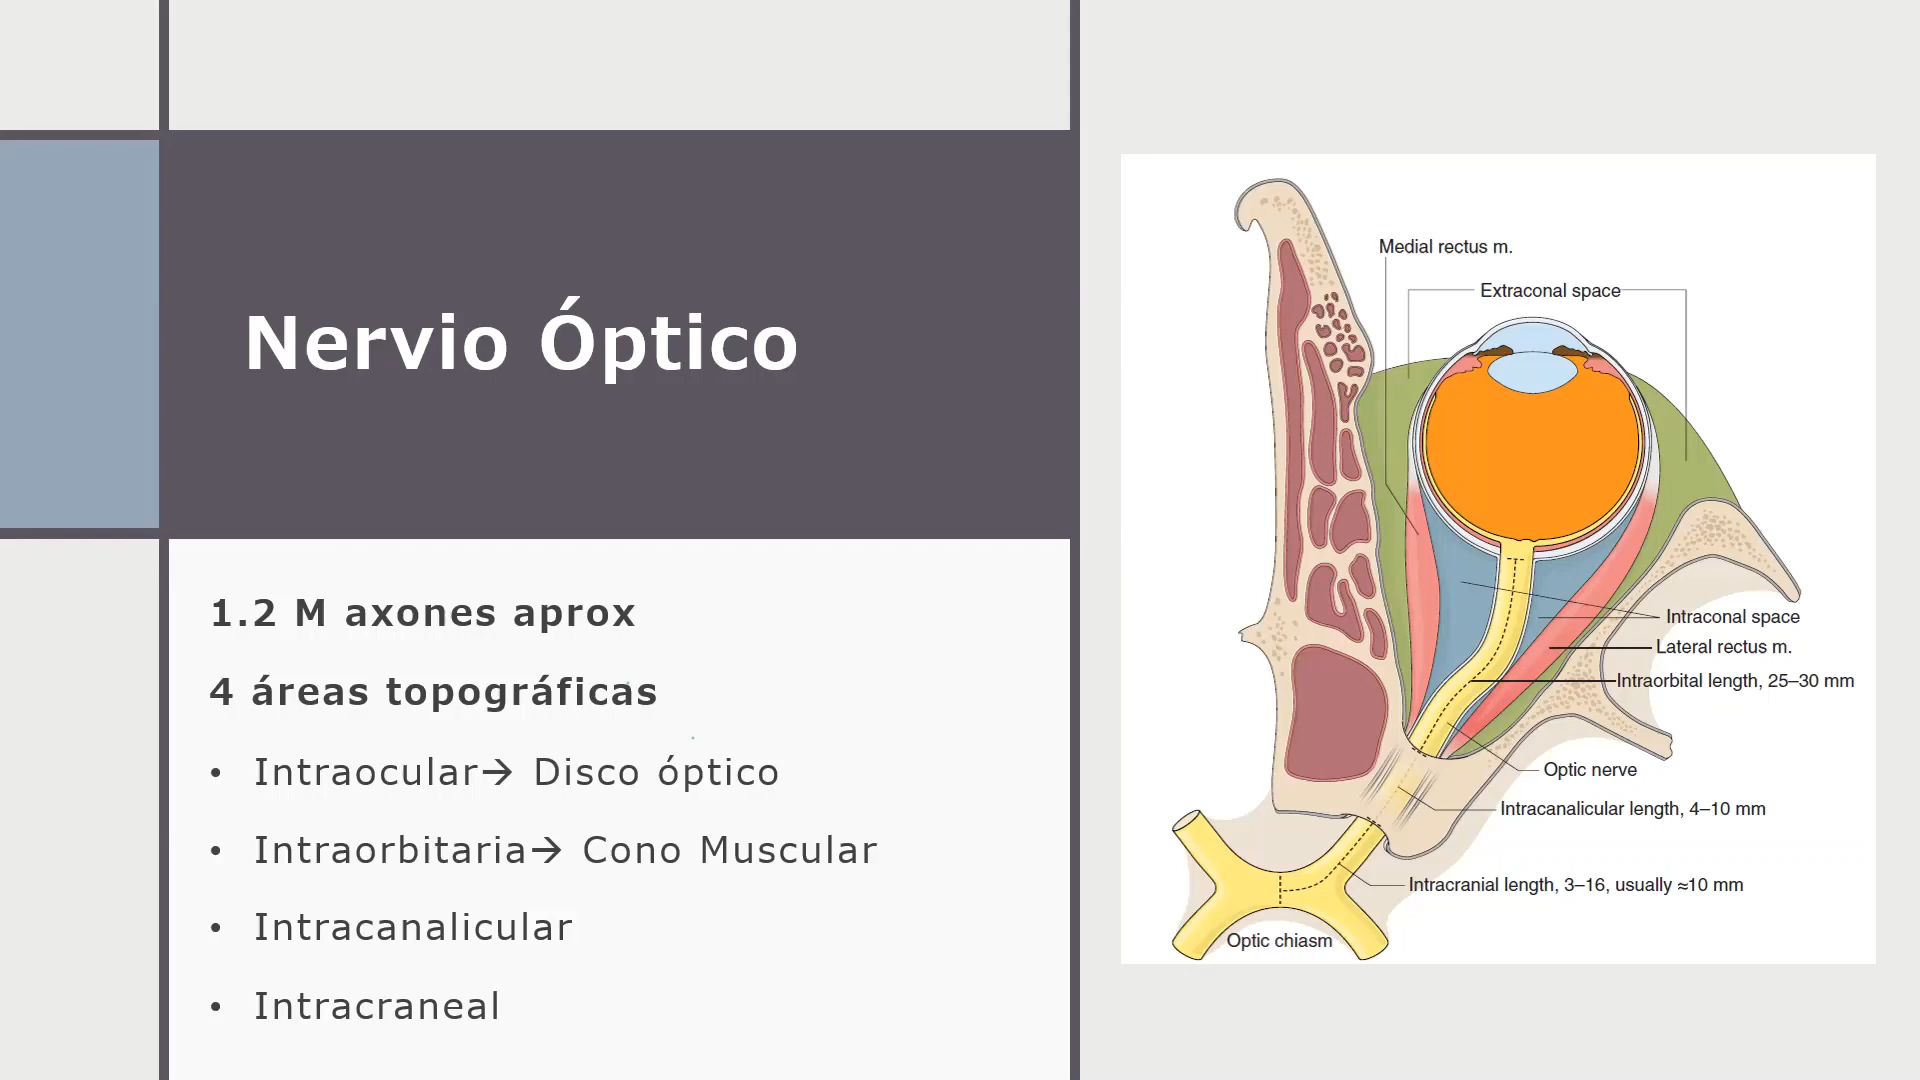 Nervio Óptico
1.2 M axones aprox
4 áreas topográficas
• Intraocular→ Disco óptico
• Intraorbitaria→ Cono Muscular
• Intracanalicular
• Intracraneal
Medial rectus m.
Extraconal space
Intraconal space
Lateral rectus m.
Intraorbital length, 25–30 mm
Optic nerve
Intracanalicular length, 4–10 mm
Intracranial length, 3–16, usually ≈10 mm
Optic chiasm